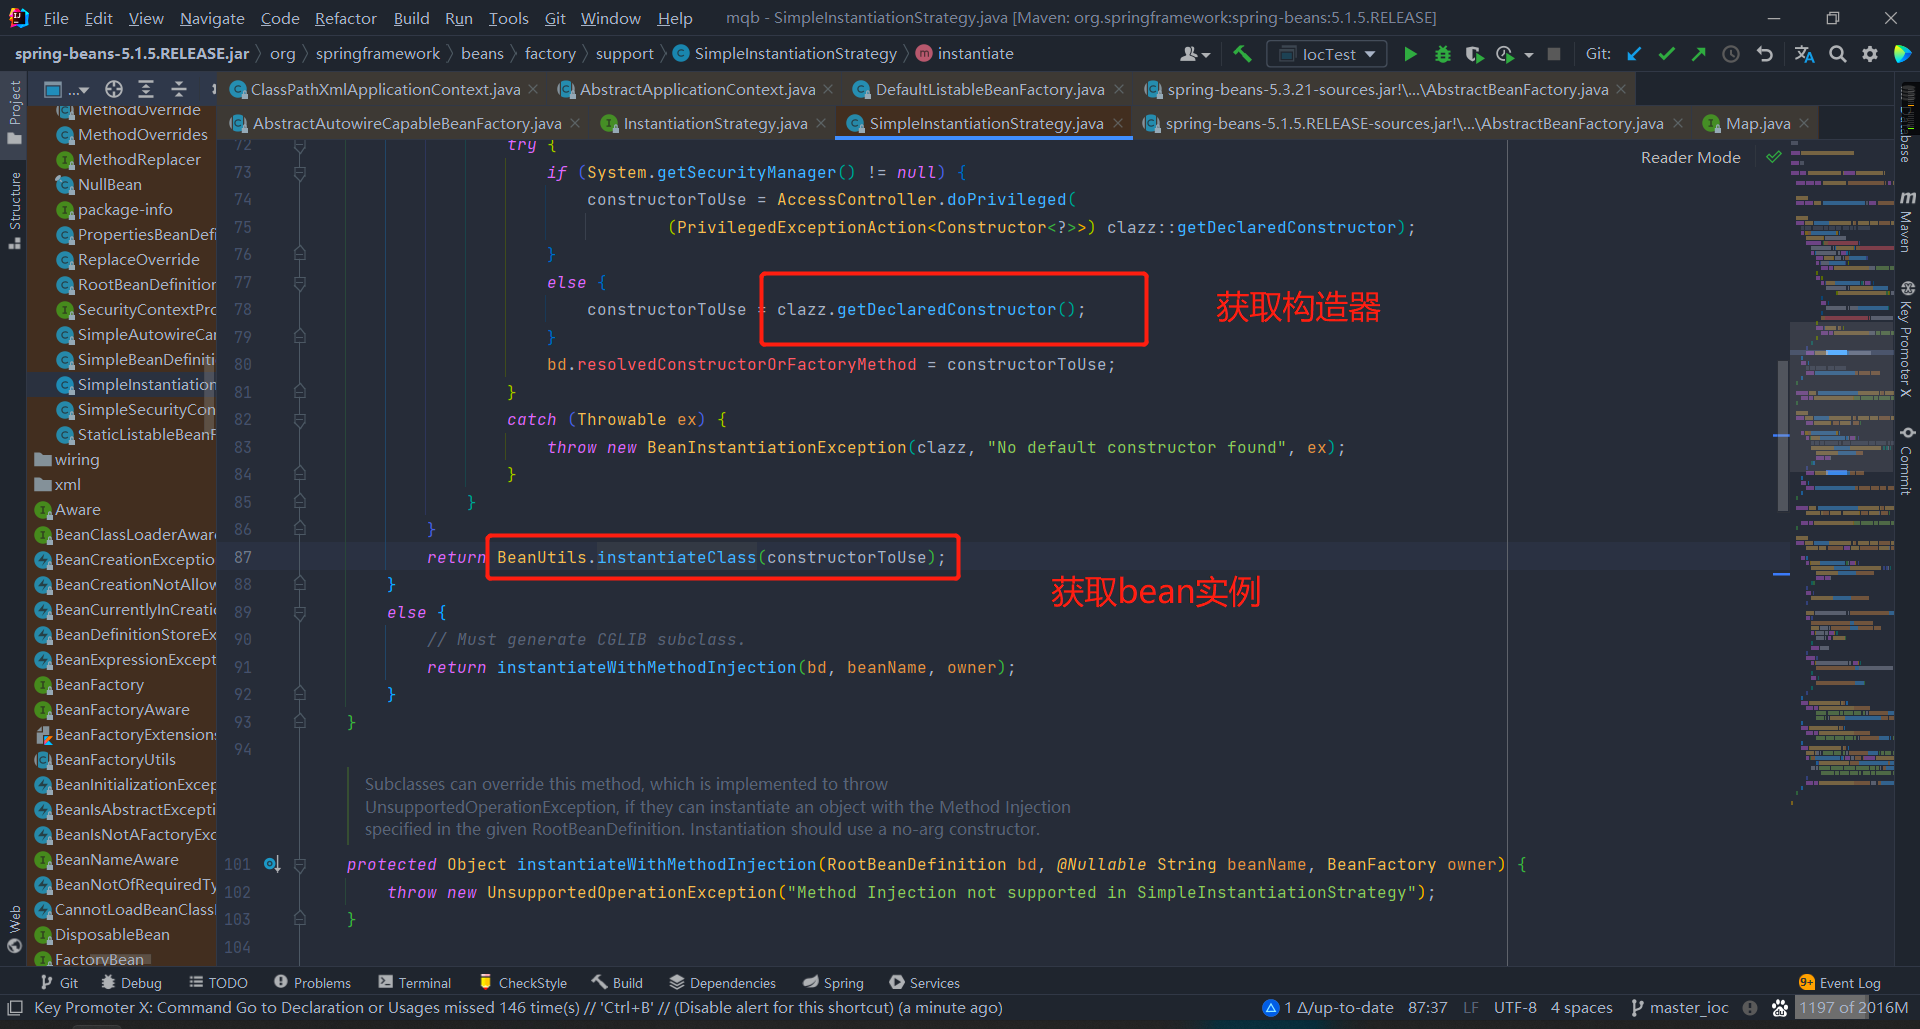 File Edit View Navigate Code Refactor Build Run Tools Git Window Help mqb - SimpleInstantiationStrategy.java [Maven: org.springframework:spring-beans:5.1.5.RELEASE]
spring-beans-5.1.5.RELEASE.jar org springframework beans factory support SimpleInstantiationStrategy instantiate IocTest Git:
ClassPathXmlApplicationContext.java AbstractApplicationContext.java DefaultListableBeanFactory.java spring-beans-5.3.21-sources.jar!\...\AbstractBeanFactory.java
AbstractAutowireCapableBeanFactory.java InstantiationStrategy.java SimpleInstantiationStrategy.java spring-beans-5.1.5.RELEASE-sources.jar!\...\AbstractBeanFactory.java Map.java
Project
Structure
Web
...
MethodOverride
MethodOverrides
MethodReplacer
NullBean
package-info
PropertiesBeanDefi
ReplaceOverride
RootBeanDefinition
SecurityContextPro
SimpleAutowireCa
SimpleBeanDefiniti
SimpleInstantiation
SimpleSecurityCon
StaticListableBeanF
wiring
xml
Aware
BeanClassLoaderAware
BeanCreationExceptio
BeanCreationNotAllow
BeanCurrentlyInCreatio
BeanDefinitionStoreEx
BeanExpressionExcept
BeanFactory
BeanFactoryAware
BeanFactoryExtensions
BeanFactoryUtils
BeanInitializationExcep
BeanIsAbstractExcepti
BeanIsNotAFactoryExc
BeanNameAware
BeanNotOfRequiredTy
CannotLoadBeanClass
DisposableBean
FactoryBean
Reader Mode
72 try {
73 if (System.getSecurityManager() != null) {
74 constructorToUse = AccessController.doPrivileged(
75 (PrivilegedExceptionAction<Constructor<?>>) clazz::getDeclaredConstructor);
76 }
77 else {
78 constructorToUse = clazz.getDeclaredConstructor();
获取构造器
79 }
80 bd.resolvedConstructorOrFactoryMethod = constructorToUse;
81 }
82 catch (Throwable ex) {
83 throw new BeanInstantiationException(clazz, "No default constructor found", ex);
84 }
85 }
86 }
87 return BeanUtils.instantiateClass(constructorToUse);
获取bean实例
88 }
89 else {
90 // Must generate CGLIB subclass.
91 return instantiateWithMethodInjection(bd, beanName, owner);
92 }
93 }
94
Subclasses can override this method, which is implemented to throw
UnsupportedOperationException, if they can instantiate an object with the Method Injection
specified in the given RootBeanDefinition. Instantiation should use a no-arg constructor.
101 protected Object instantiateWithMethodInjection(RootBeanDefinition bd, @Nullable String beanName, BeanFactory owner) {
102 throw new UnsupportedOperationException("Method Injection not supported in SimpleInstantiationStrategy");
103 }
104
Maven
Key Promoter X
Commit
Git Debug TODO Problems Terminal CheckStyle Build Dependencies Spring Services 9+ Event Log
Key Promoter X: Command Go to Declaration or Usages missed 146 time(s) // 'Ctrl+B' // (Disable alert for this shortcut) (a minute ago) 1 Δ/up-to-date 87:37 LF UTF-8 4 spaces master_ioc 1197 of 2016M